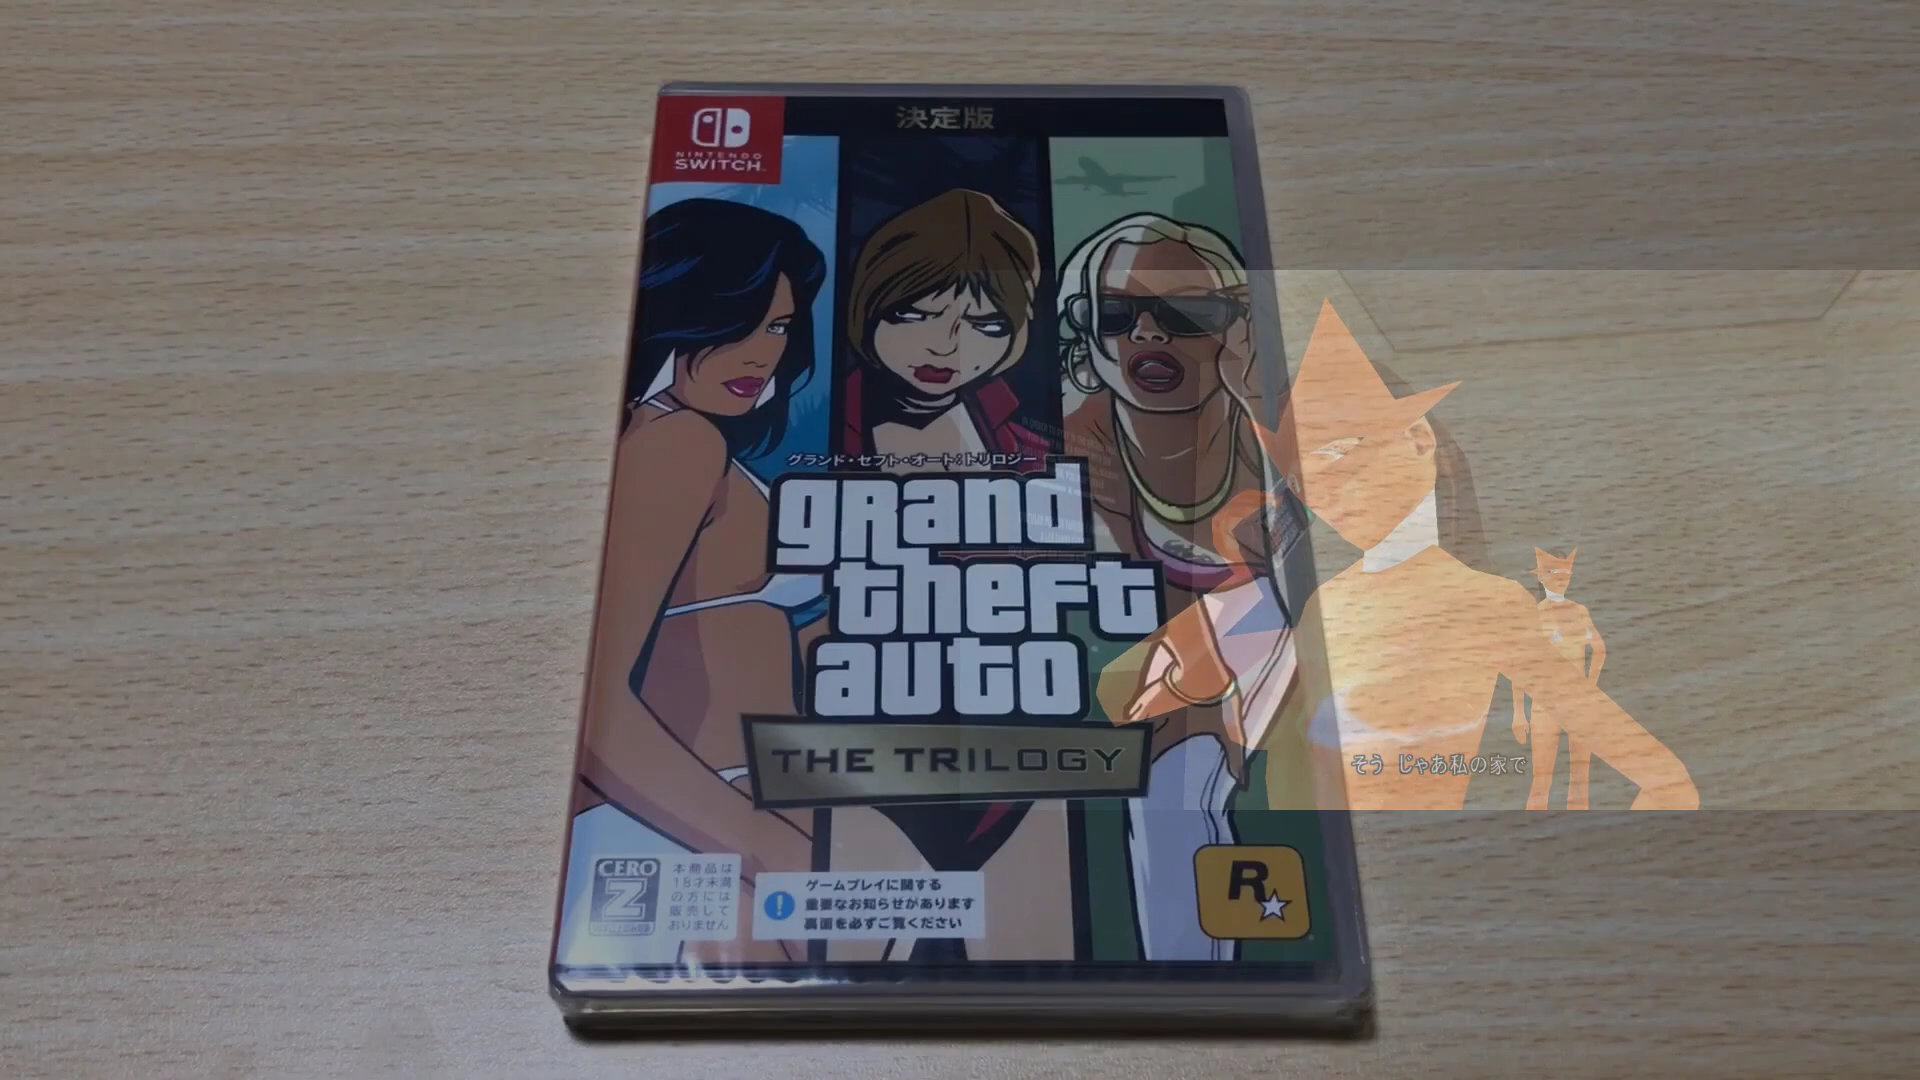 決定版
NINTENDO
SWITCH
グランド・セフト・オート:トリロジー
grand
theft
auto
THE TRILOGY
そう じゃあ私の家で
CERO
Z
本商品は
18才未満
の方には
販売して
おりません
ゲームプレイに関する
重要なお知らせがあります
裏面を必ずご覧ください
R